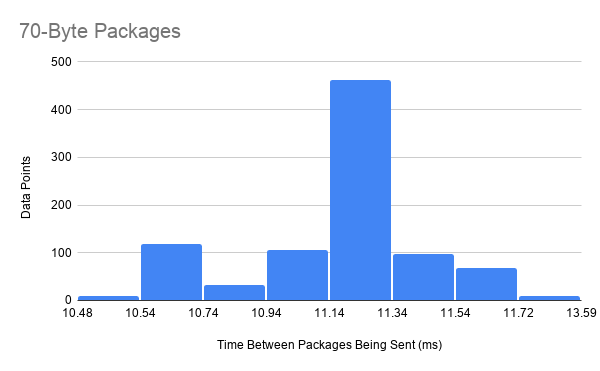 70-Byte Packages
500
400
300
200
100
0
Data Points
10.48 10.54 10.74 10.94 11.14 11.34 11.54 11.72 13.59
Time Between Packages Being Sent (ms)